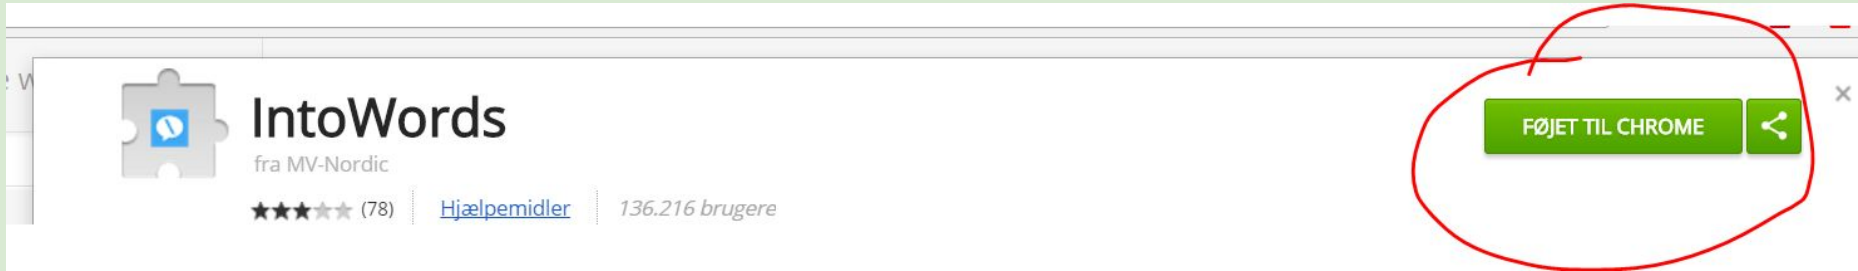 IntoWords
fra MV-Nordic
(78) Hjælpemidler 136.216 brugere
FØJET TIL CHROME